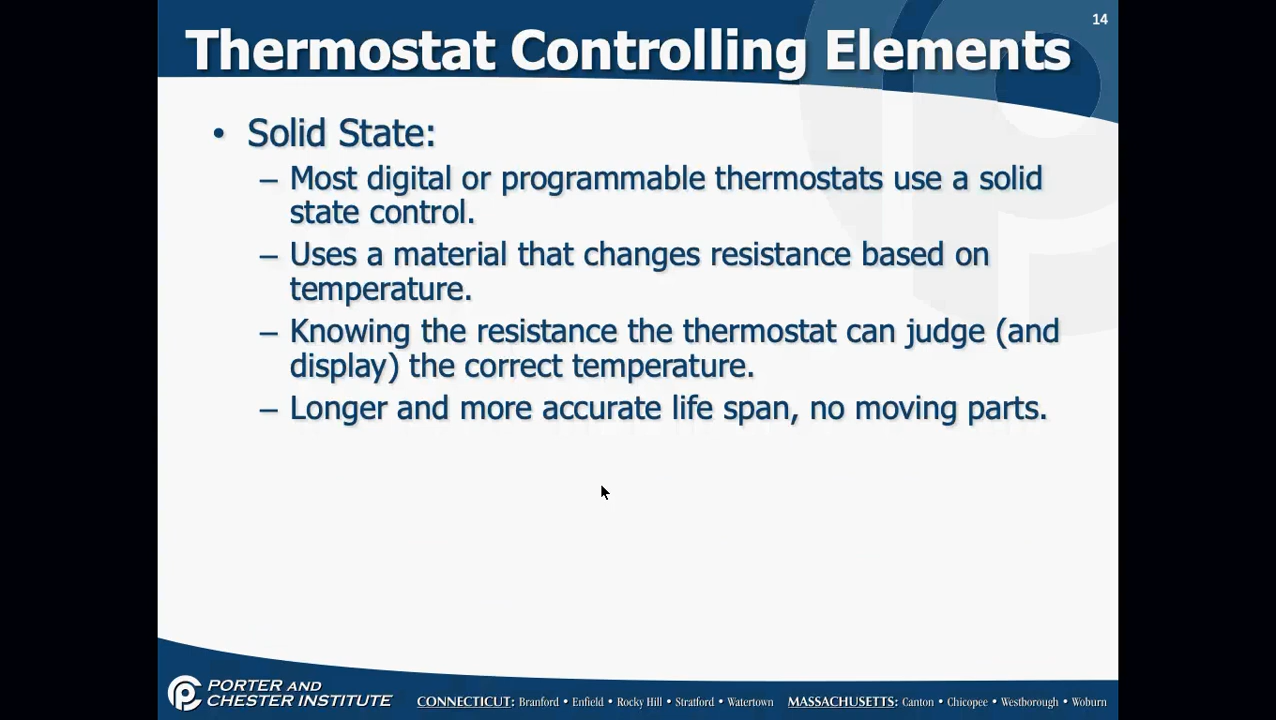 14
Thermostat Controlling Elements
• Solid State:
– Most digital or programmable thermostats use a solid
state control.
– Uses a material that changes resistance based on
temperature.
– Knowing the resistance the thermostat can judge (and
display) the correct temperature.
– Longer and more accurate life span, no moving parts.
PORTER AND
CHESTER INSTITUTE
CONNECTICUT: Branford • Enfield • Rocky Hill • Stratford • Watertown MASSACHUSETTS: Canton • Chicopee • Westborough • Woburn